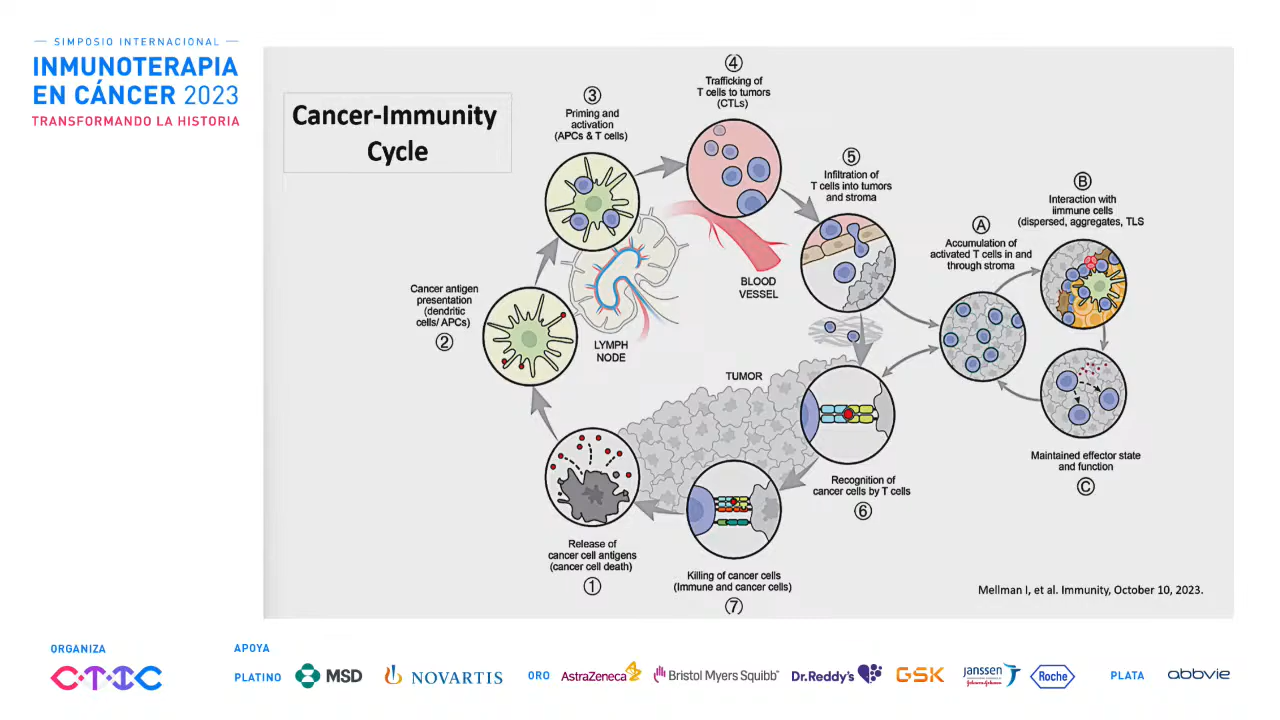 SIMPOSIO INTERNACIONAL
INMUNOTERAPIA
EN CÁNCER 2023
TRANSFORMANDO LA HISTORIA
Cancer-Immunity
Cycle
③
Priming and
activation
(APCs & T cells)
④
Trafficking of
T cells to tumors
(CTLs)
⑤
Infiltration of
T cells into tumors
and stroma
Ⓐ
Accumulation of
activated T cells in and
through stroma
Ⓑ
Interaction with
iimmune cells
(dispersed, aggregates, TLS
Maintained effector state
and function
Ⓒ
Cancer antigen
presentation
(dendritic
cells/ APCs)
②
LYMPH
NODE
BLOOD
VESSEL
TUMOR
Recognition of
cancer cells by T cells
⑥
Release of
cancer cell antigens
(cancer cell death)
①
Killing of cancer cells
(Immune and cancer cells)
⑦
Mellman I, et al. Immunity, October 10, 2023.
ORGANIZA
CTIC
APOYA
PLATINO
MSD
NOVARTIS
ORO
AstraZeneca
Bristol Myers Squibb™
Dr.Reddy's
GSK
Janssen
Johnson & Johnson
Roche
PLATA
abbvie